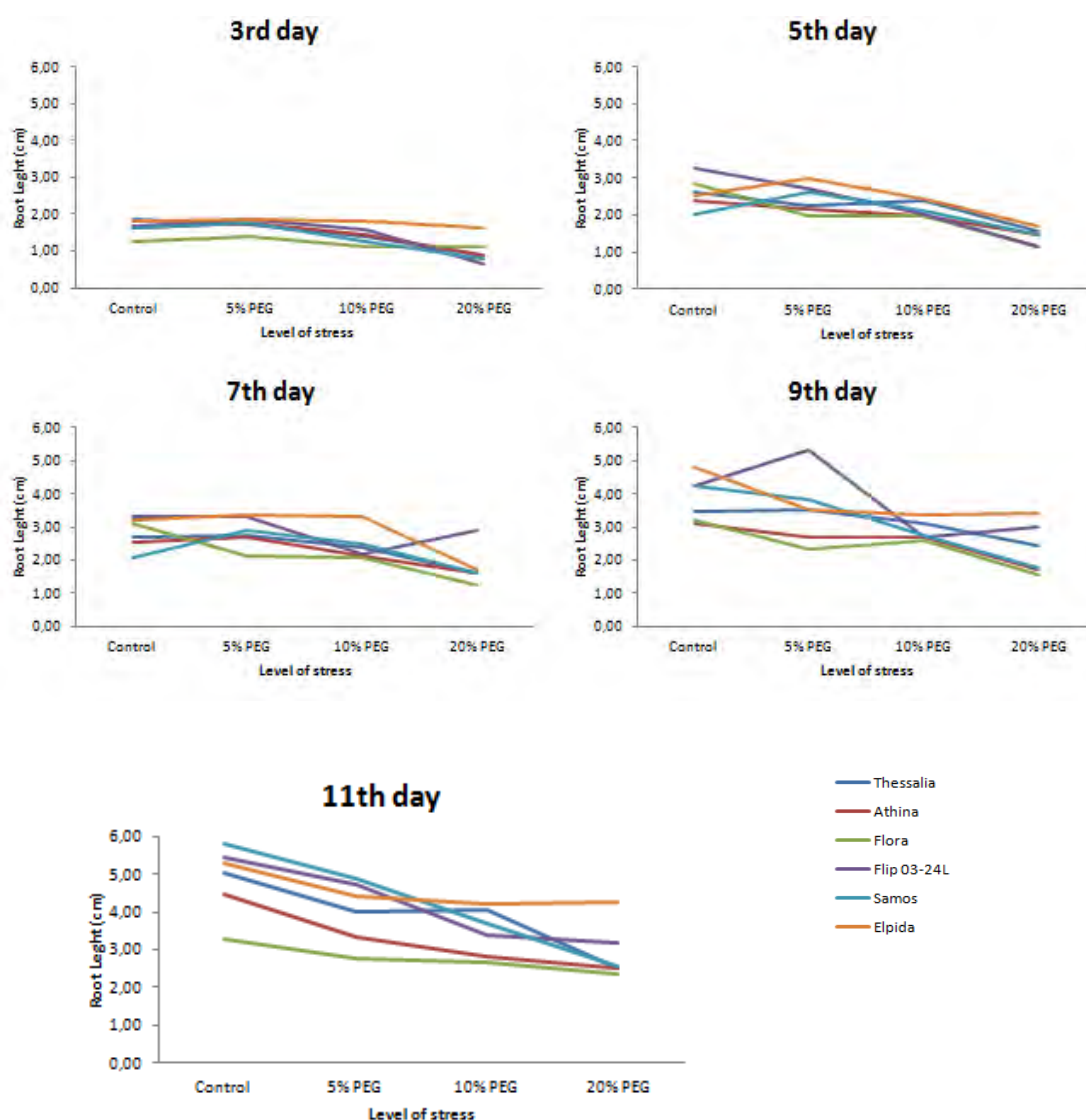 3rd day
6,00
5,00
4,00
3,00
2,00
1,00
0,00
Root Leght (cm)
Control 5% PEG 10% PEG 20% PEG
Level of stress
5th day
6,00
5,00
4,00
3,00
2,00
1,00
0,00
Root Leght (cm)
Control 5% PEG 10% PEG 20% PEG
Level of stress
7th day
6,00
5,00
4,00
3,00
2,00
1,00
0,00
Root Leght (cm)
Control 5% PEG 10% PEG 20% PEG
Level of stress
9th day
6,00
5,00
4,00
3,00
2,00
1,00
0,00
Root Leght (cm)
Control 5% PEG 10% PEG 20% PEG
Level of stress
11th day
6,00
5,00
4,00
3,00
2,00
1,00
0,00
Root Leght (cm)
Control 5% PEG 10% PEG 20% PEG
Level of stress
Thessalia
Athina
Flora
Flip 03-24L
Samos
Elpida